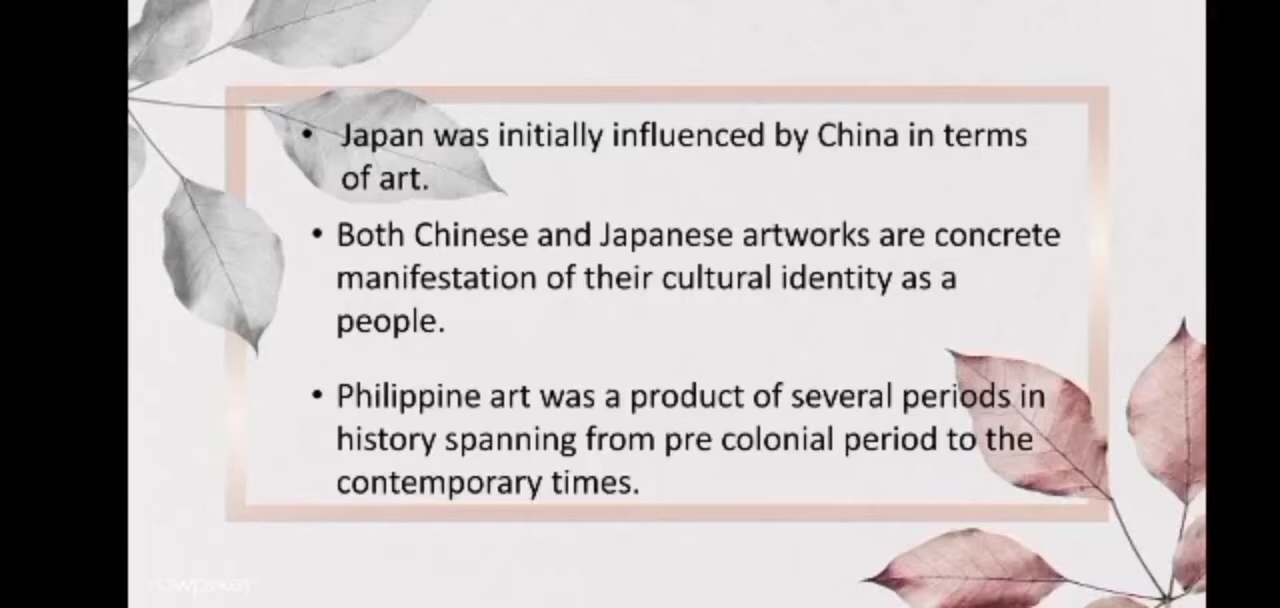 • Japan was initially influenced by China in terms
of art.
• Both Chinese and Japanese artworks are concrete
manifestation of their cultural identity as a
people.
• Philippine art was a product of several periods in
history spanning from pre colonial period to the
contemporary times.